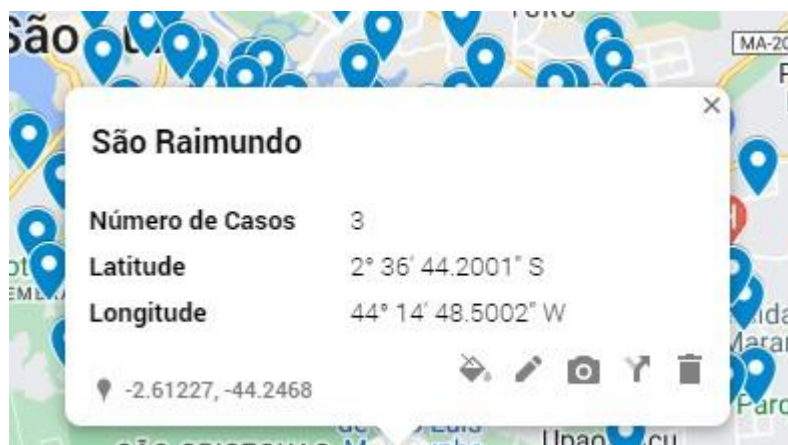 São
MA-20
São Raimundo
Número de Casos 3
Latitude 2° 36' 44.2001" S
Longitude 44° 14' 48.5002" W
-2.61227, -44.2468
Parc